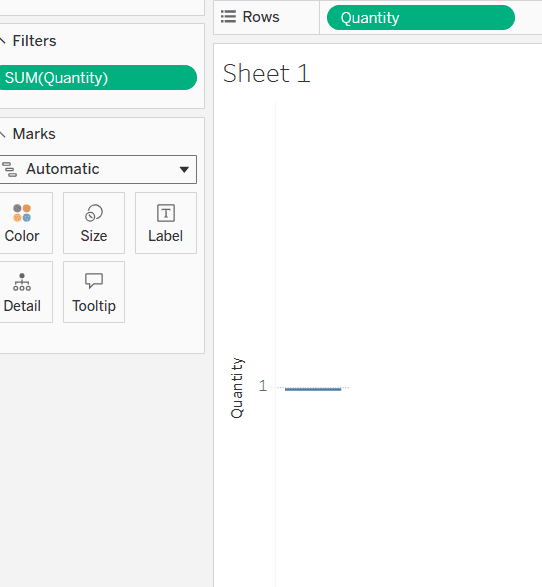 Rows
Quantity
Filters
SUM(Quantity)
Sheet 1
Marks
Automatic
Color
Size
Label
Detail
Tooltip
Quantity
1